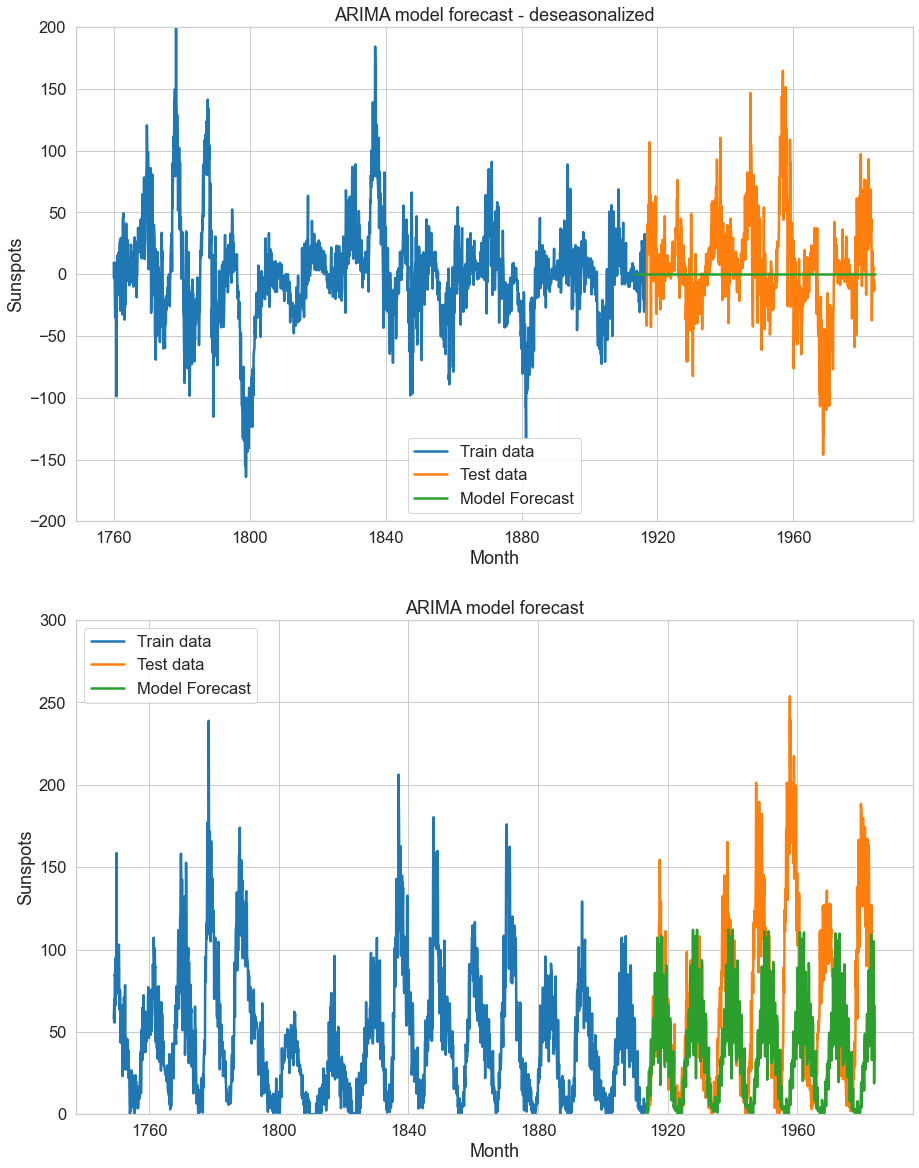 ARIMA model forecast - deseasonalized
200
150
100
50
0
−50
−100
−150
−200
Sunspots
Train data
Test data
Model Forecast
1760 1800 1840 1880 1920 1960
Month
ARIMA model forecast
300
250
200
150
100
50
0
Sunspots
Train data
Test data
Model Forecast
1760 1800 1840 1880 1920 1960
Month